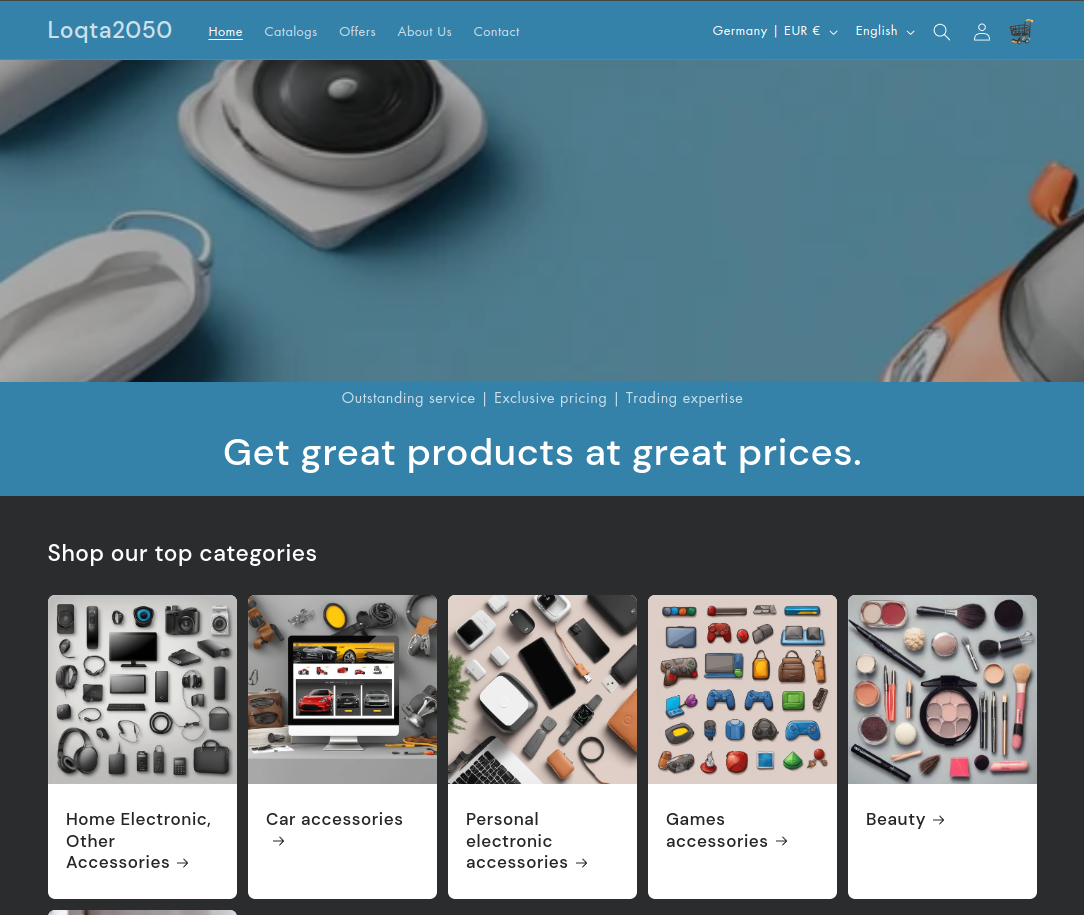 Loqta2050
Home Catalogs Offers About Us Contact
Germany | EUR € English
Outstanding service | Exclusive pricing | Trading expertise
Get great products at great prices.
Shop our top categories
Home Electronic,
Other
Accessories →
Car accessories
→
Personal
electronic
accessories →
Games
accessories →
Beauty →